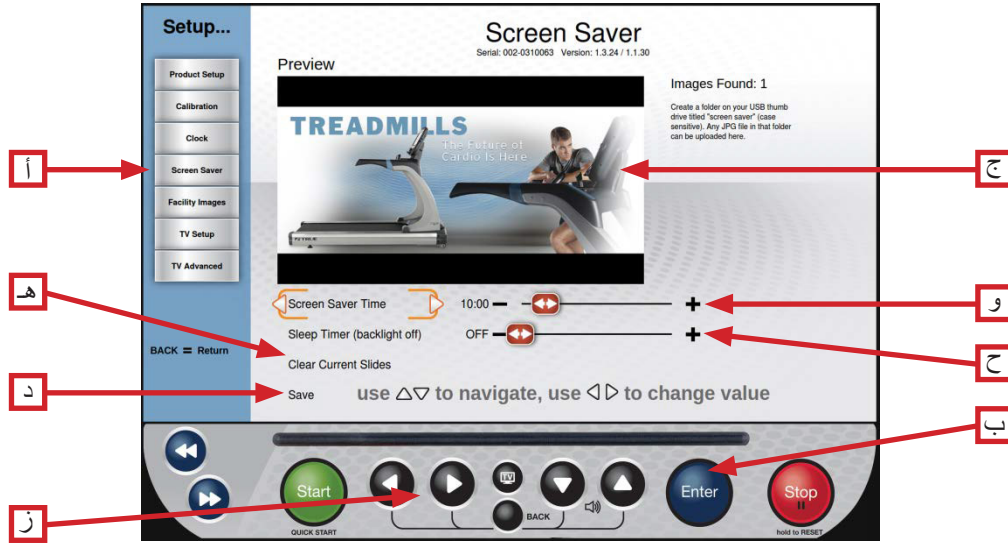 Setup...
Product Setup
Calibration
Clock
Screen Saver
Facility Images
TV Setup
TV Advanced
BACK = Return
Screen Saver
Serial: 002-0310063 Version: 1.3.24 / 1.1.30
Preview
TREADMILLS
The Future of
Cardio Is Here
TRUE
Images Found: 1
Create a folder on your USB thumb
drive titled "screen saver" (case
sensitive). Any JPG file in that folder
can be uploaded here.
Screen Saver Time 10:00 − +
Sleep Timer (backlight off) OFF − +
Clear Current Slides
Save use △▽ to navigate, use ◁ ▷ to change value
Start
QUICK START
TV
BACK
Enter
Stop
hold to RESET
أ
هـ
د
ز
ج
و
ح
ب